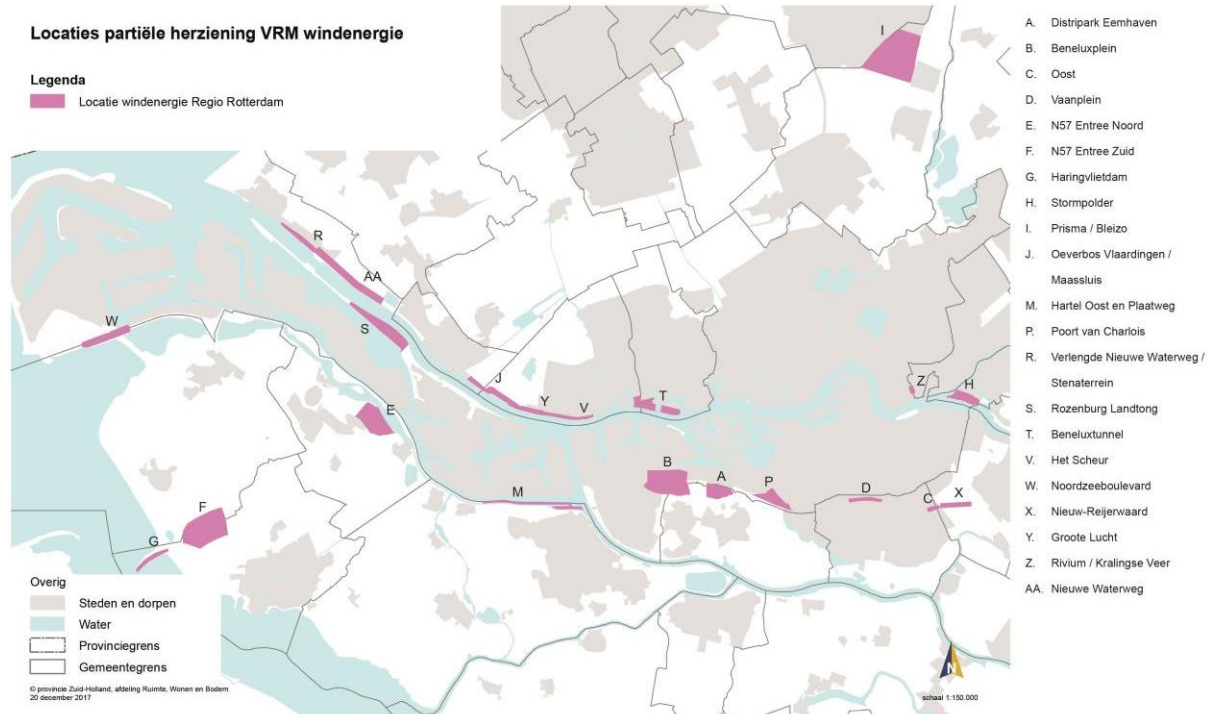 Locaties partiële herziening VRM windenergie
Legenda
Locatie windenergie Regio Rotterdam
I
R
AA
W
S
J
Y
V
T
Z
H
E
B
A
P
M
D
C
X
F
G
Overig
Steden en dorpen
Water
Provinciegrens
Gemeentegrens
© provincie Zuid-Holland, afdeling Ruimte, Wonen en Bodem
20 december 2017
N
schaal 1:150.000
A. Distripark Eemhaven
B. Beneluxplein
C. Oost
D. Vaanplein
E. N57 Entree Noord
F. N57 Entree Zuid
G. Haringvlietdam
H. Stormpolder
I. Prisma / Bleizo
J. Oeverbos Vlaardingen /
Maassluis
M. Hartel Oost en Plaatweg
P. Poort van Charlois
R. Verlengde Nieuwe Waterweg /
Stenaterrein
S. Rozenburg Landtong
T. Beneluxtunnel
V. Het Scheur
W. Noordzeeboulevard
X. Nieuw-Reijerwaard
Y. Groote Lucht
Z. Rivium / Kralingse Veer
AA. Nieuwe Waterweg